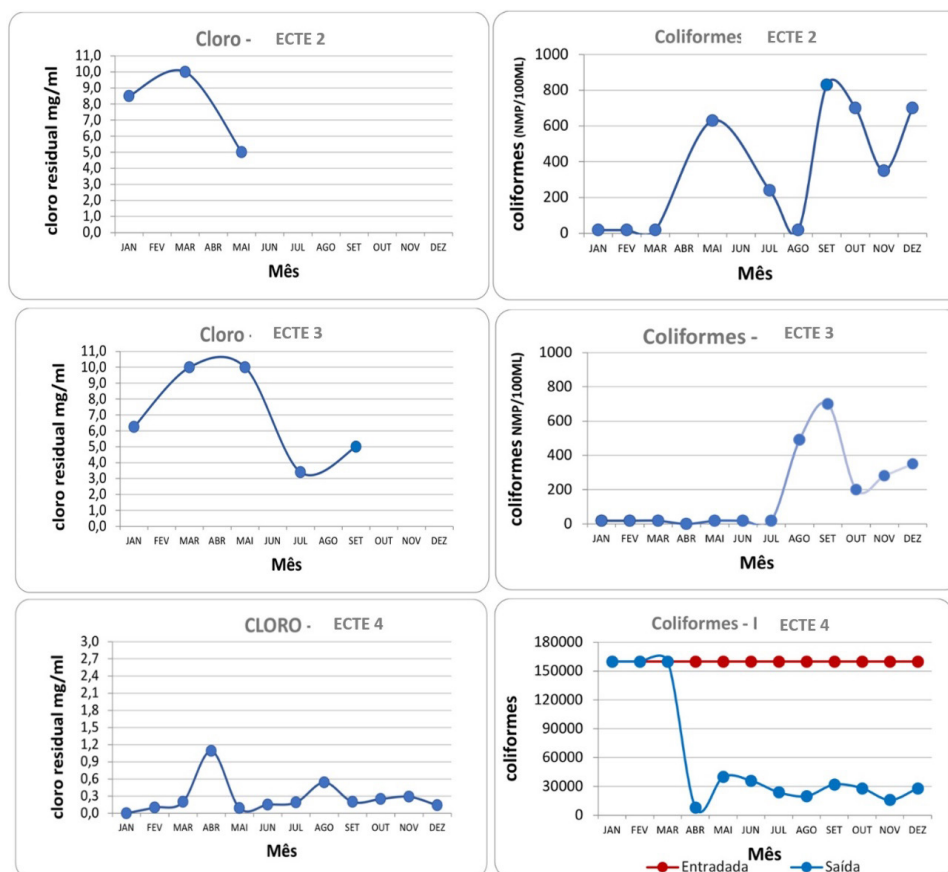 Cloro - ECTE 2
cloro residual mg/ml
11,0
10,0
9,0
8,0
7,0
6,0
5,0
4,0
3,0
2,0
1,0
0,0
JAN FEV MAR ABR MAI JUN JUL AGO SET OUT NOV DEZ
Mês
Coliformes ECTE 2
coliformes (NMP/100ML)
1000
800
600
400
200
0
JAN FEV MAR ABR MAI JUN JUL AGO SET OUT NOV DEZ
Mês
Cloro - ECTE 3
cloro residual mg/ml
11,0
10,0
9,0
8,0
7,0
6,0
5,0
4,0
3,0
2,0
1,0
0,0
JAN FEV MAR ABR MAI JUN JUL AGO SET OUT NOV DEZ
Mês
Coliformes - ECTE 3
coliformes NMP/100ML)
1000
800
600
400
200
0
JAN FEV MAR ABR MAI JUN JUL AGO SET OUT NOV DEZ
Mês
CLORO - ECTE 4
cloro residual mg/ml
3,0
2,7
2,4
2,1
1,8
1,5
1,2
0,9
0,6
0,3
0,0
JAN FEV MAR ABR MAI JUN JUL AGO SET OUT NOV DEZ
Mês
Coliformes - I ECTE 4
coliformes
180000
150000
120000
90000
60000
30000
0
JAN FEV MAR ABR MAI JUN JUL AGO SET OUT NOV DEZ
Mês
Entradada Saída